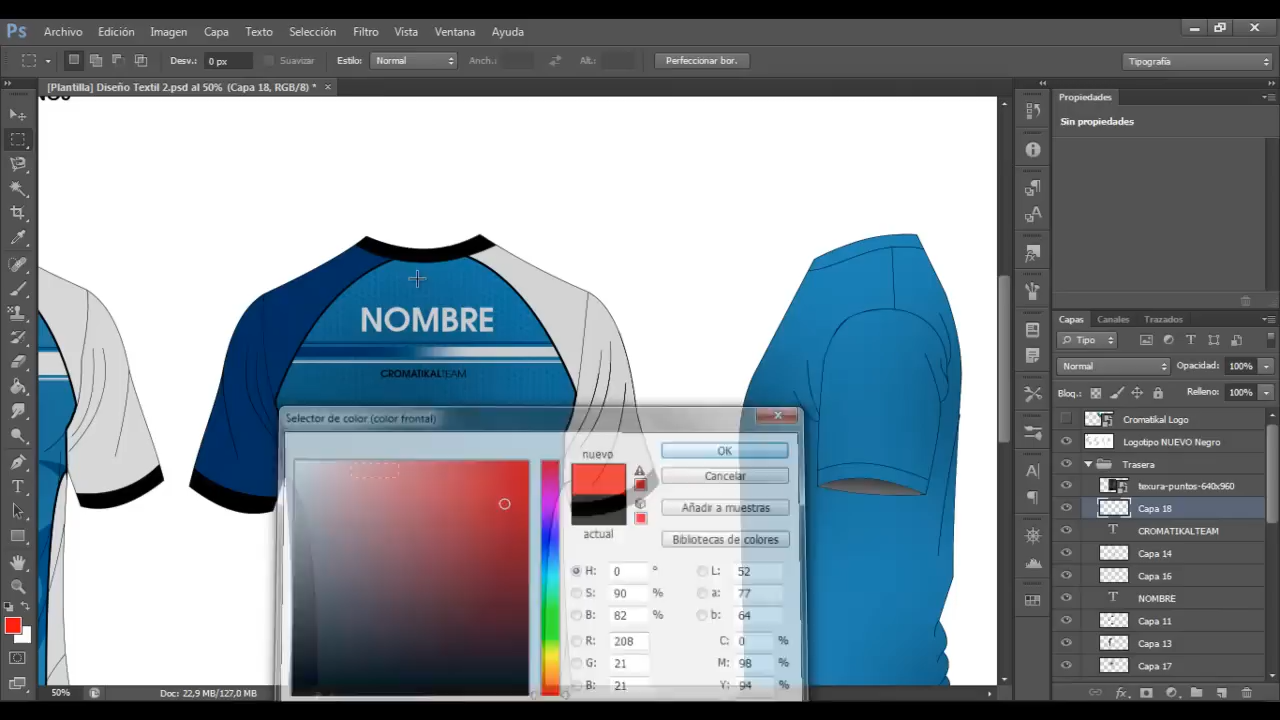 Ps Archivo Edición Imagen Capa Texto Selección Filtro Vista Ventana Ayuda
Desv.: 0 px Suavizar Estilo: Normal Anch.: Alt.: Perfeccionar bor. Tipografía
[Plantilla] Diseño Textil 2.psd al 50% (Capa 18, RGB/8) *
Propiedades
Sin propiedades
NOMBRE
CROMATIKALTEAM
Capas Canales Trazados
Tipo
Normal Opacidad: 100%
Bloq.: Relleno: 100%
Cromatikal Logo
Logotipo NUEVO Negro
Trasera
texura-puntos-640x960
Capa 18
CROMATIKALTEAM
Capa 14
Capa 16
NOMBRE
Capa 11
Capa 13
Capa 17
Selector de color (color frontal)
nuevo
actual
OK
Cancelar
Añadir a muestras
Bibliotecas de colores
H: 0 ° L: 52
S: 90 % a: 77
B: 82 % b: 64
R: 208 C: 0 %
G: 21 M: 98 %
B: 21 Y: 94 %
50% Doc: 22,9 MB/127,0 MB